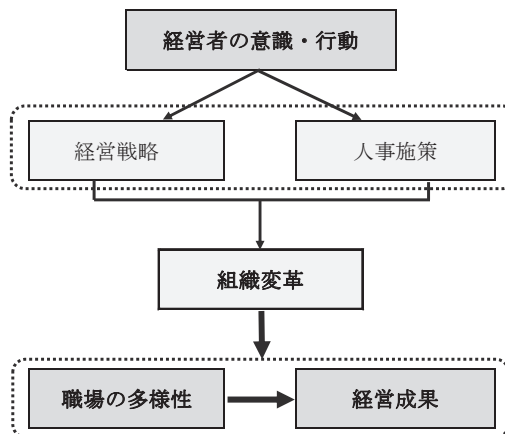 経営者の意識・行動
経営戦略
人事施策
組織変革
職場の多様性
経営成果